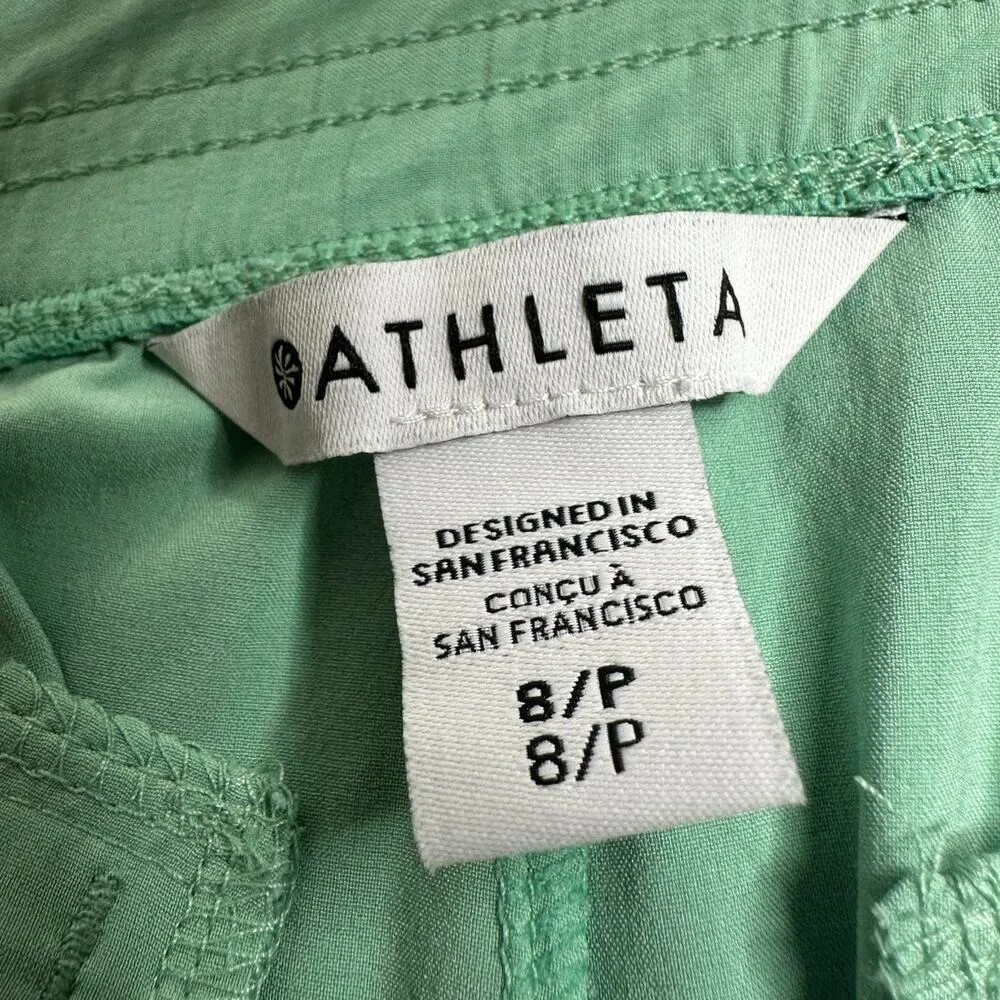 ATHLETA
DESIGNED IN
SAN FRANCISCO
CONÇU À
SAN FRANCISCO
8/P
8/P